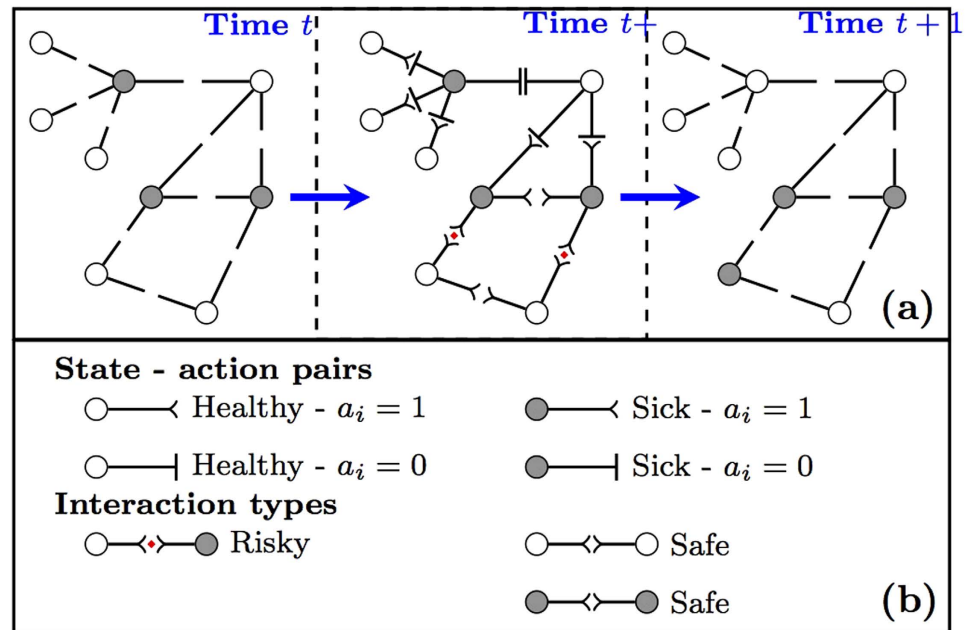 Time t
Time t+
Time t + 1
(a)
State - action pairs
Healthy - a_i = 1
Sick - a_i = 1
Healthy - a_i = 0
Sick - a_i = 0
Interaction types
Risky
Safe
Safe
(b)